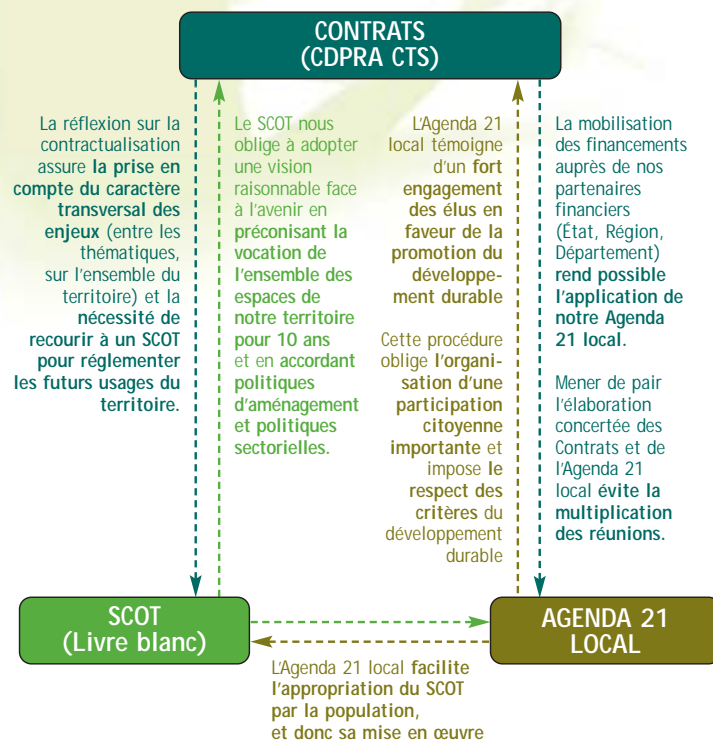 CONTRATS
(CDPRA CTS)
La réflexion sur la
contractualisation
assure la prise en
compte du caractère
transversal des
enjeux (entre les
thématiques,
sur l'ensemble du
territoire) et la
nécessité de
recourir à un SCOT
pour réglementer
les futurs usages du
territoire.
Le SCOT nous
oblige à adopter
une vision
raisonnable face
à l'avenir en
préconisant la
vocation de
l'ensemble des
espaces de
notre territoire
pour 10 ans
et en accordant
politiques
d'aménagement
et politiques
sectorielles.
L'Agenda 21
local témoigne
d'un fort
engagement
des élus en
faveur de la
promotion du
développe-
ment durable
Cette procédure
oblige l'organi-
sation d'une
participation
citoyenne
importante et
impose le
respect des
critères du
développement
durable
La mobilisation
des financements
auprès de nos
partenaires
financiers
(État, Région,
Département)
rend possible
l'application de
notre Agenda
21 local.
Mener de pair
l'élaboration
concertée des
Contrats et de
l'Agenda 21
local évite la
multiplication
des réunions.
SCOT
(Livre blanc)
AGENDA 21
LOCAL
L'Agenda 21 local facilite
l'appropriation du SCOT
par la population,
et donc sa mise en œuvre